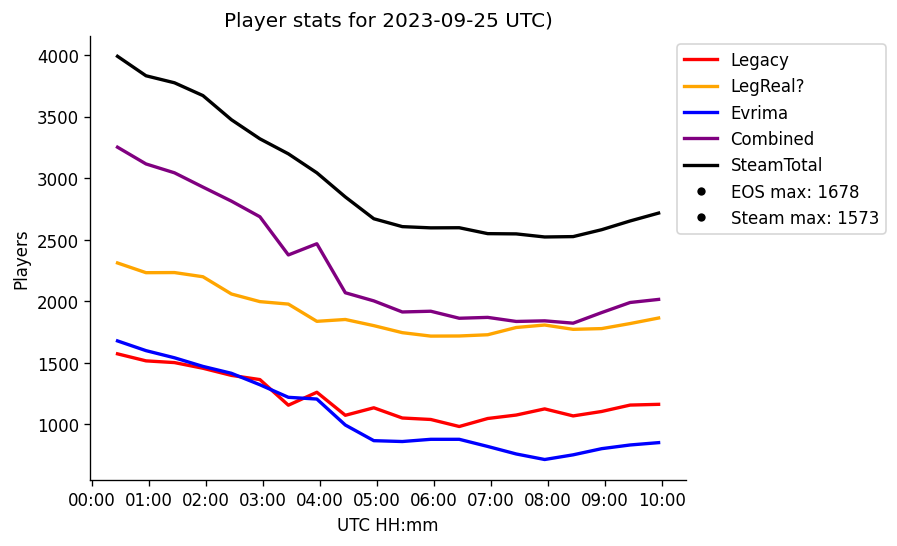 Player stats for 2023-09-25 UTC)
Legacy
LegReal?
Evrima
Combined
SteamTotal
EOS max: 1678
Steam max: 1573
Players
4000
3500
3000
2500
2000
1500
1000
00:00 01:00 02:00 03:00 04:00 05:00 06:00 07:00 08:00 09:00 10:00
UTC HH:mm